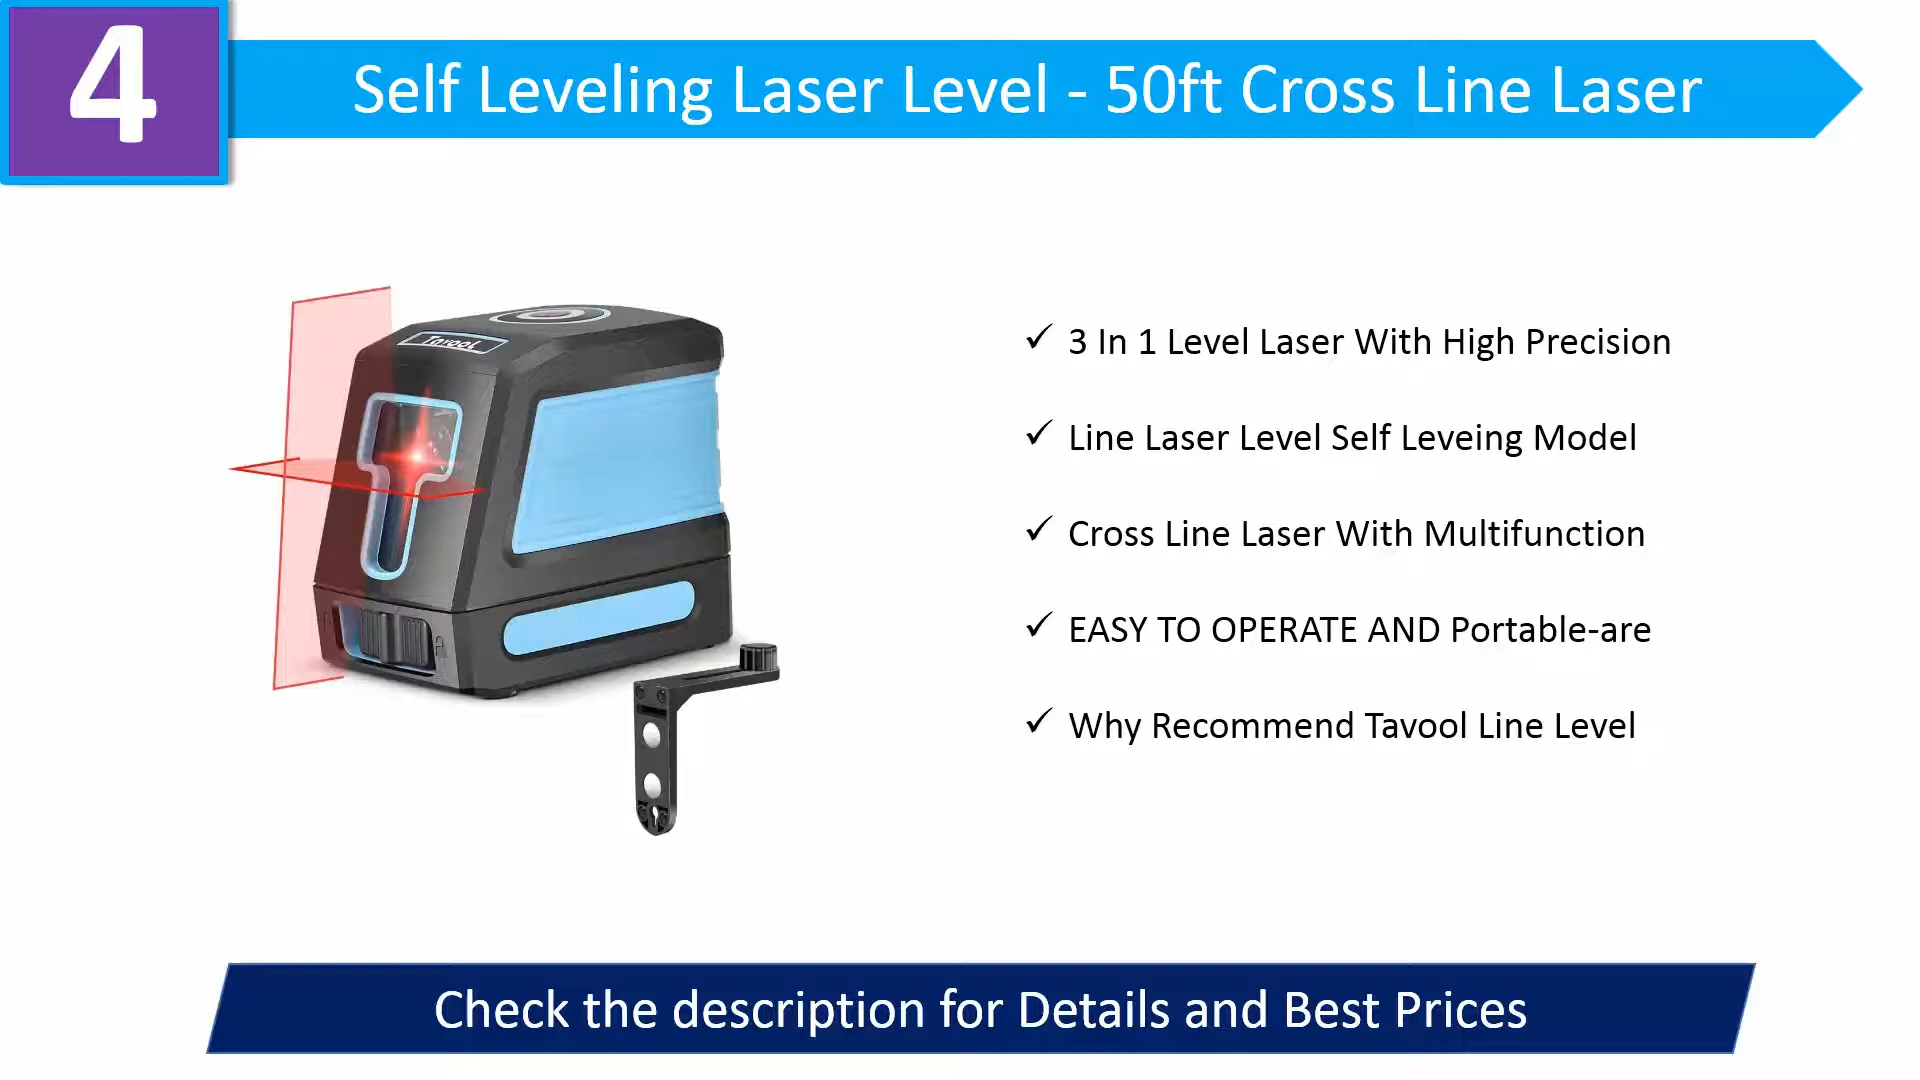 4
Self Leveling Laser Level - 50ft Cross Line Laser
Tavool
3 In 1 Level Laser With High Precision
Line Laser Level Self Leveing Model
Cross Line Laser With Multifunction
EASY TO OPERATE AND Portable-are
Why Recommend Tavool Line Level
Check the description for Details and Best Prices